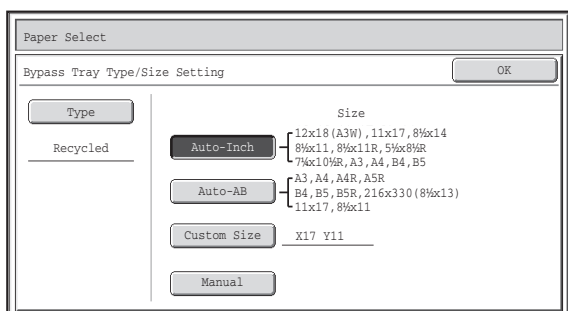 Paper Select
Bypass Tray Type/Size Setting
OK
Type
Recycled
Size
Auto-Inch
12x18(A3W),11x17,8½x14
8½x11,8½x11R,5½x8½R
7¼x10½R,A3,A4,B4,B5
Auto-AB
A3,A4,A4R,A5R
B4,B5,B5R,216x330(8½x13)
11x17,8½x11
Custom Size
X17 Y11
Manual